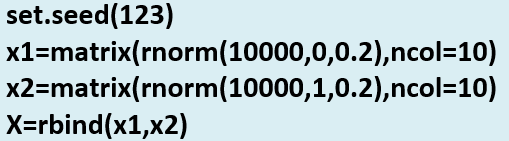 set.seed(123)
x1=matrix(rnorm(10000,0,0.2),ncol=10)
x2=matrix(rnorm(10000,1,0.2),ncol=10)
X=rbind(x1,x2)